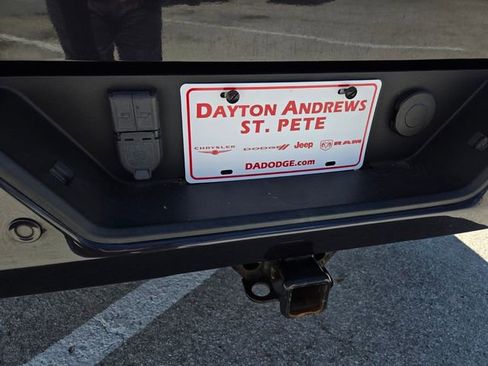 DAYTON ANDREWS
ST. PETE
CHRYSLER DODGE Jeep RAM
DADODGE.com